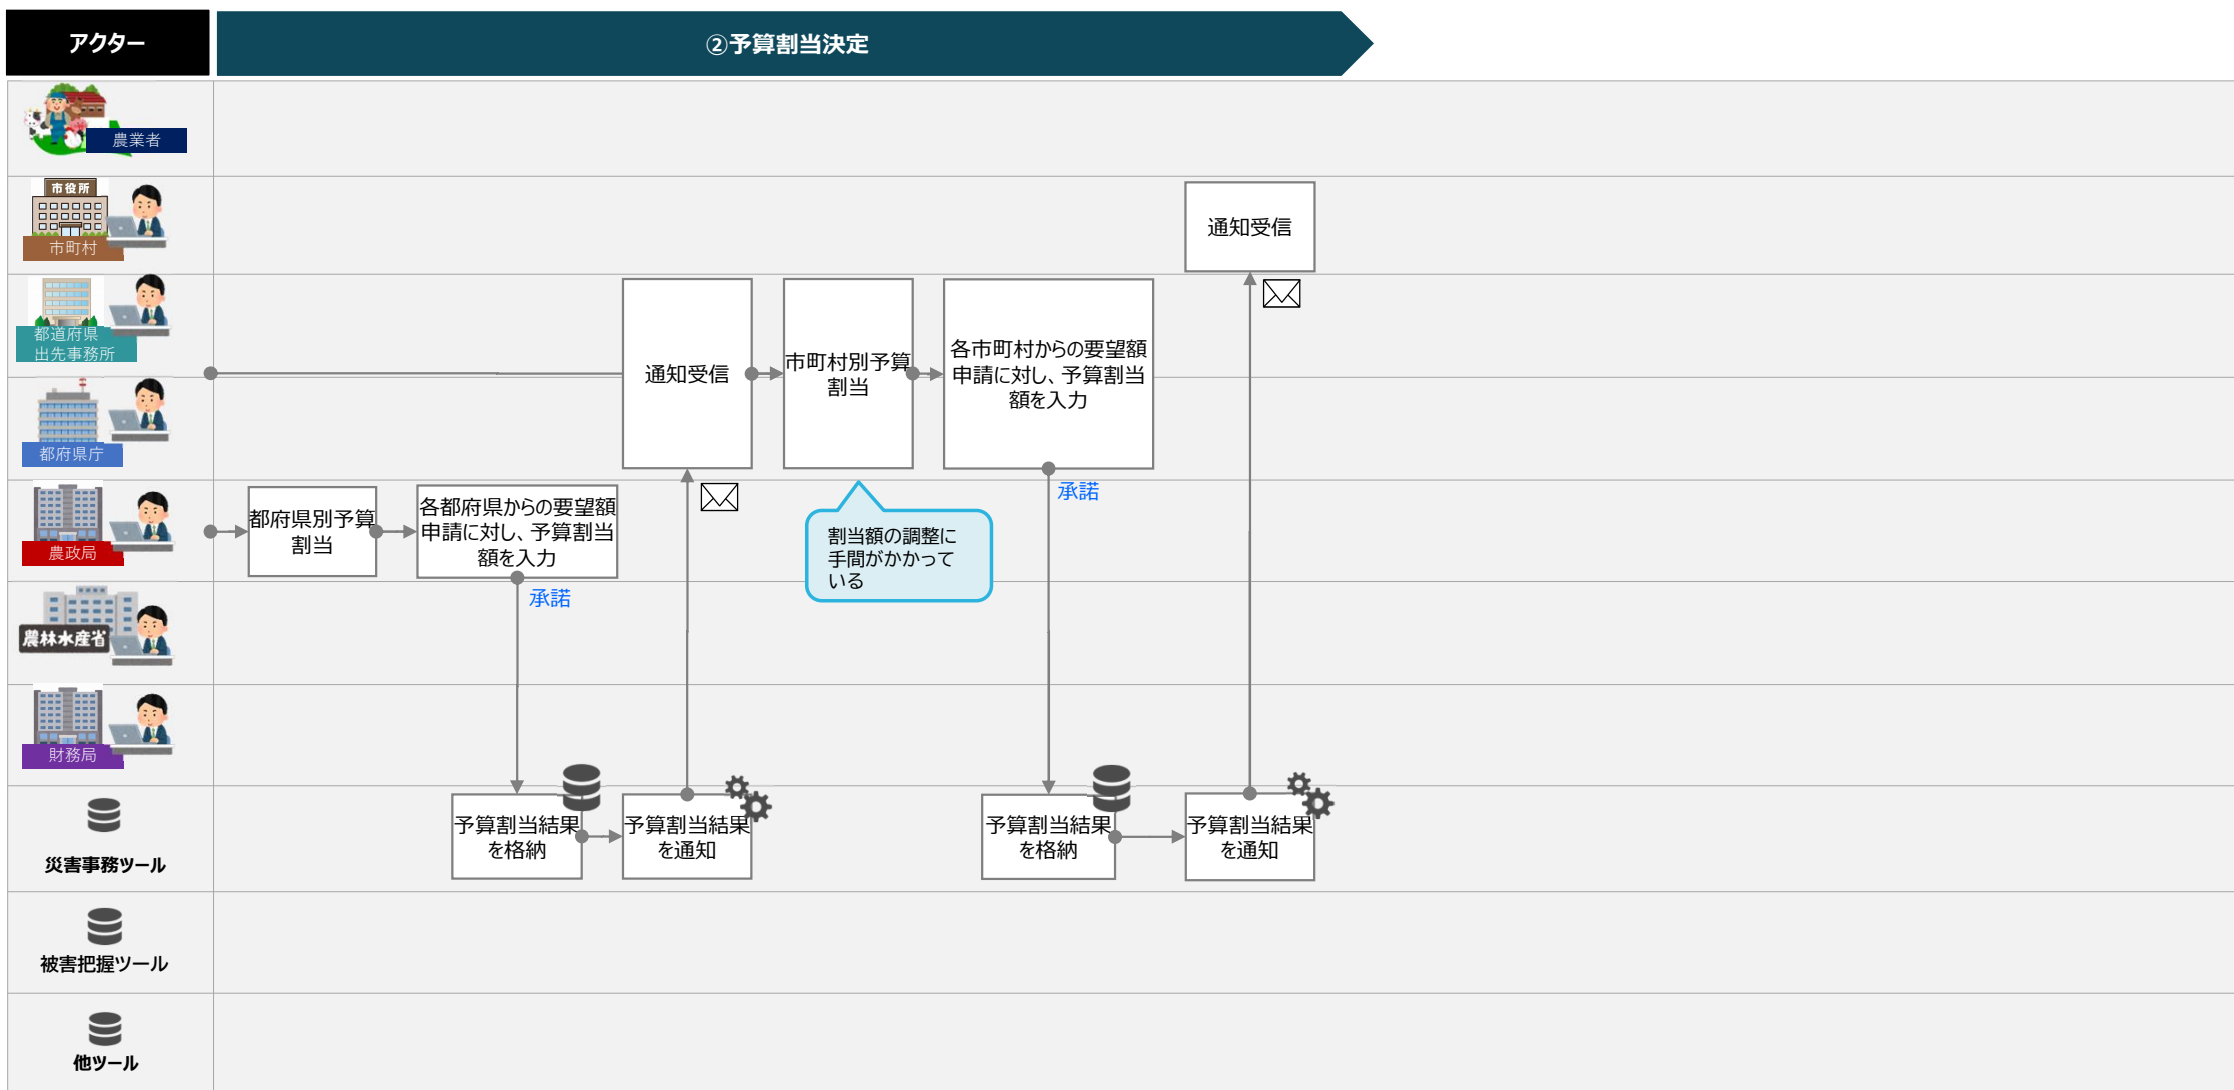 アクター
②予算割当決定
農業者
市役所
市町村
通知受信
都道府県
出先事務所
都府県庁
通知受信
市町村別予算
割当
各市町村からの要望額
申請に対し、予算割当
額を入力
承諾
農政局
都府県別予算
割当
各都府県からの要望額
申請に対し、予算割当
額を入力
承諾
割当額の調整に
手間がかかって
いる
農林水産省
財務局
災害事務ツール
予算割当結果
を格納
予算割当結果
を通知
予算割当結果
を格納
予算割当結果
を通知
被害把握ツール
他ツール